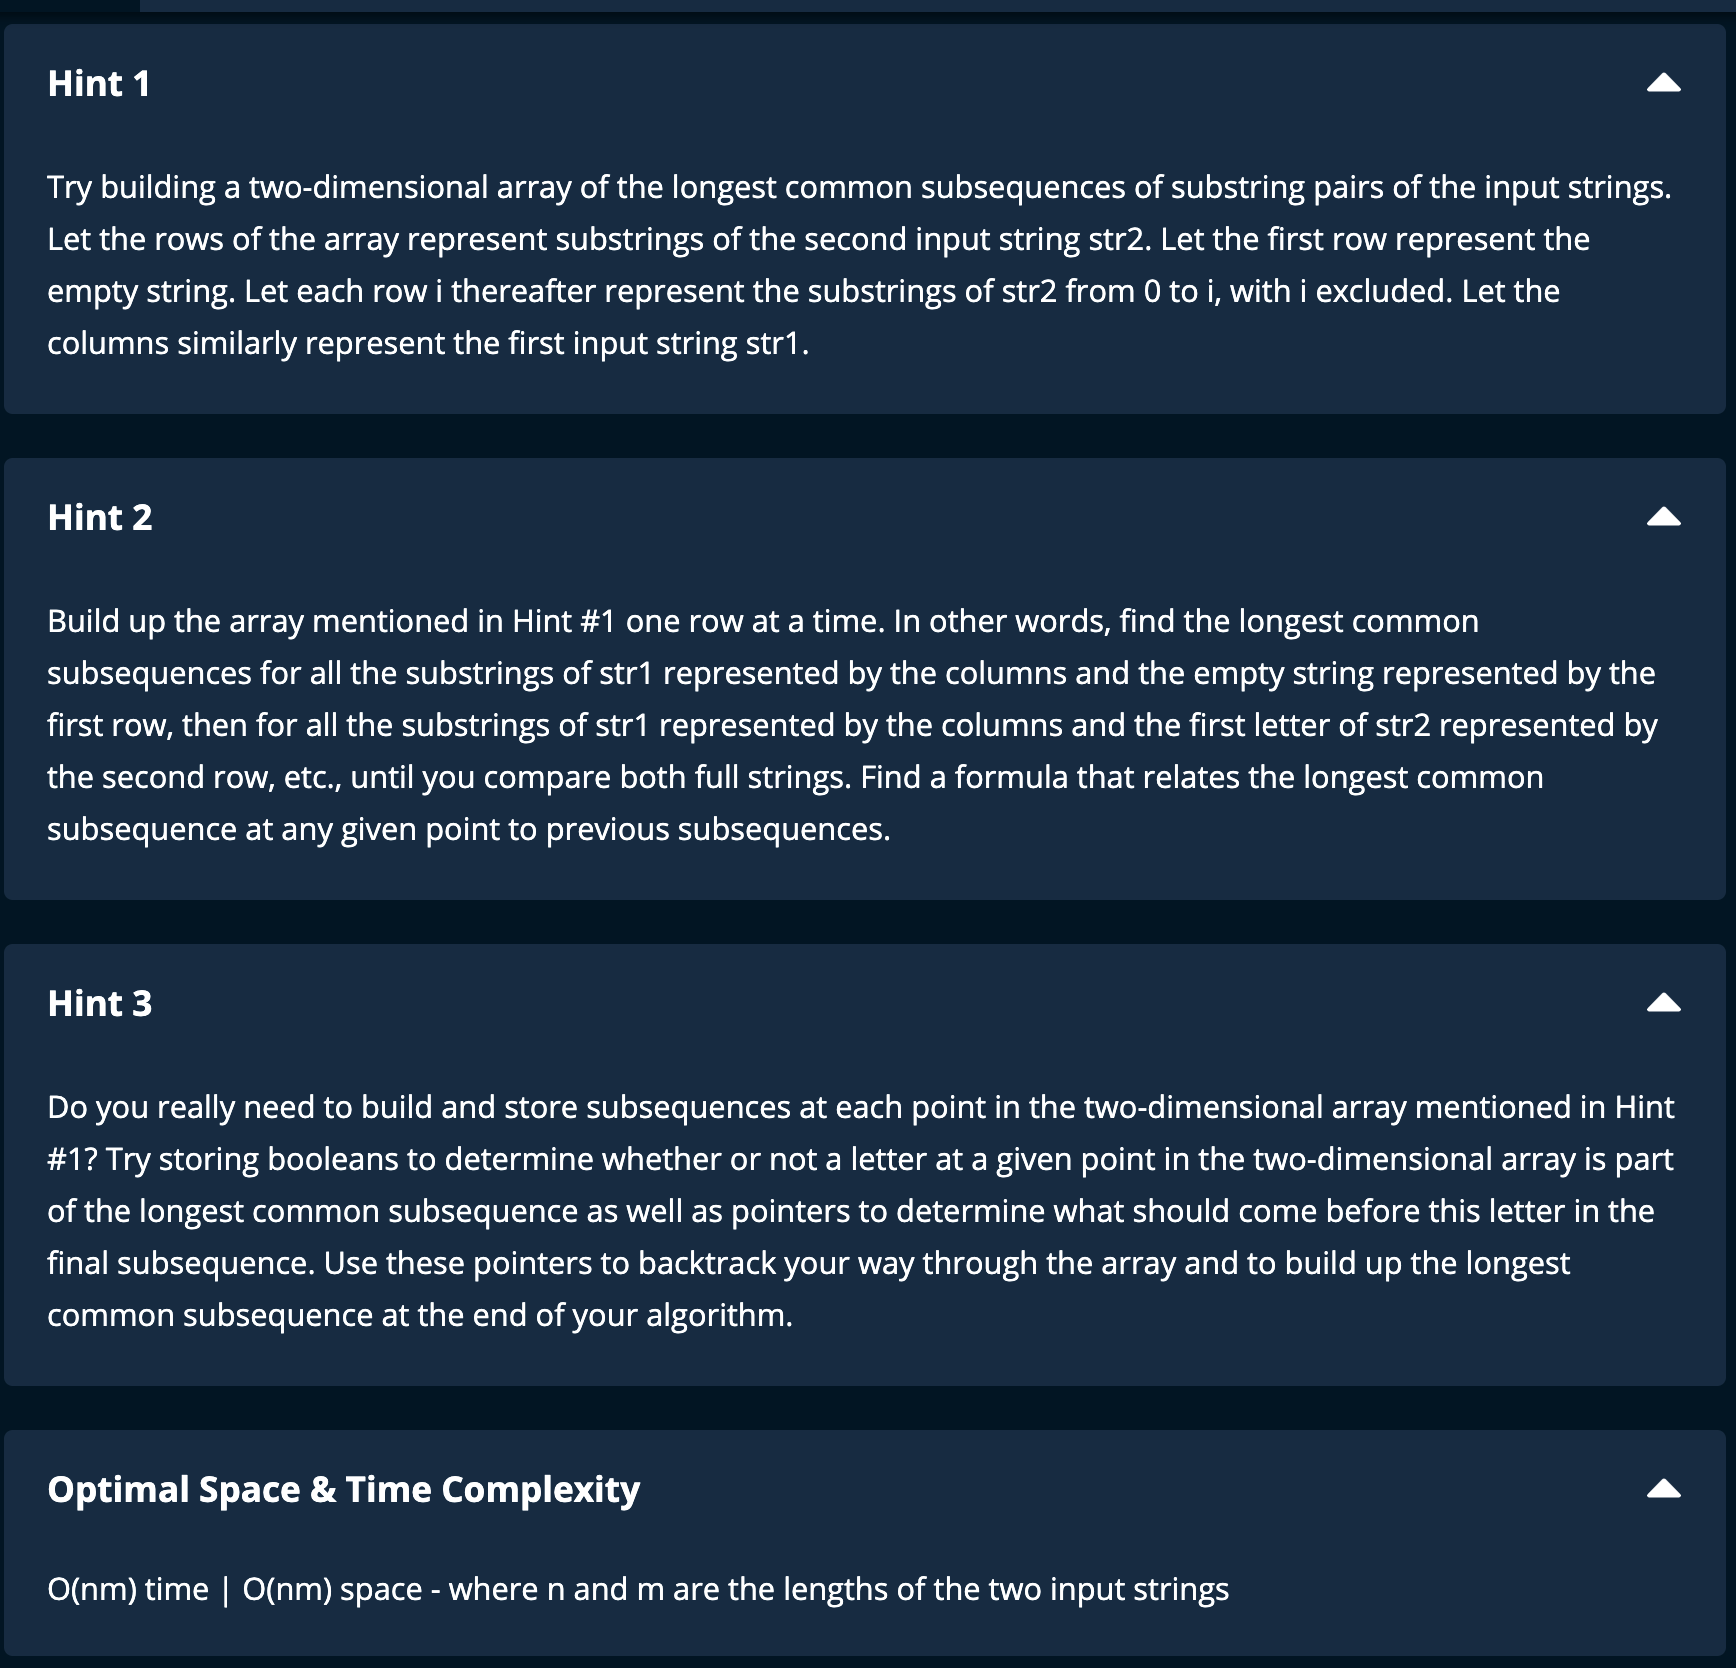 Hint 1
Try building a two-dimensional array of the longest common subsequences of substring pairs of the input strings.
Let the rows of the array represent substrings of the second input string str2. Let the first row represent the
empty string. Let each row i thereafter represent the substrings of str2 from 0 to i, with i excluded. Let the
columns similarly represent the first input string str1.
Hint 2
Build up the array mentioned in Hint #1 one row at a time. In other words, find the longest common
subsequences for all the substrings of str1 represented by the columns and the empty string represented by the
first row, then for all the substrings of str1 represented by the columns and the first letter of str2 represented by
the second row, etc., until you compare both full strings. Find a formula that relates the longest common
subsequence at any given point to previous subsequences.
Hint 3
Do you really need to build and store subsequences at each point in the two-dimensional array mentioned in Hint
#1? Try storing booleans to determine whether or not a letter at a given point in the two-dimensional array is part
of the longest common subsequence as well as pointers to determine what should come before this letter in the
final subsequence. Use these pointers to backtrack your way through the array and to build up the longest
common subsequence at the end of your algorithm.
Optimal Space & Time Complexity
O(nm) time | O(nm) space - where n and m are the lengths of the two input strings